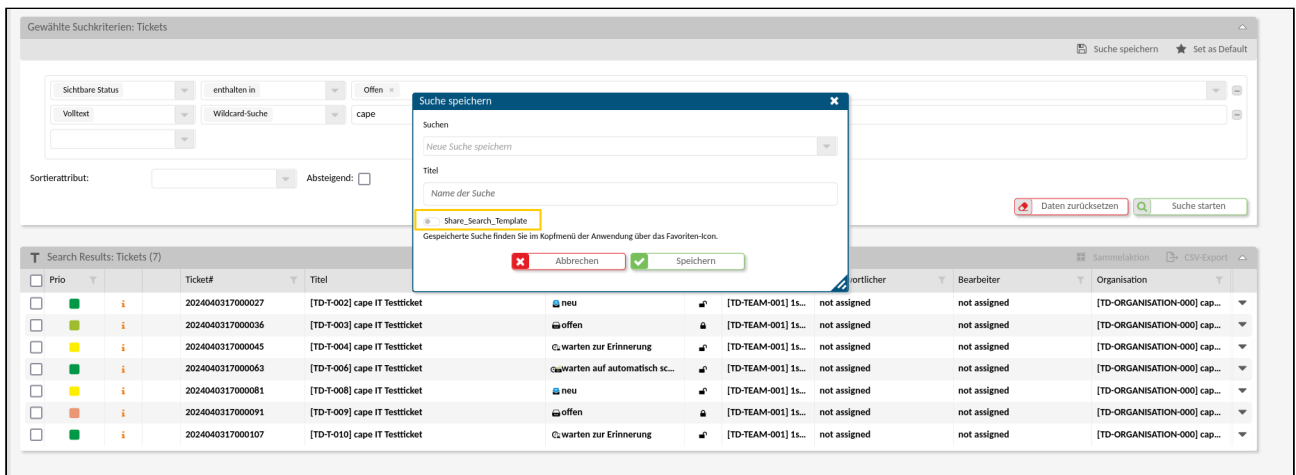 Gewählte Suchkriterien: Tickets
Suche speichern Set as Default
Sichtbare Status enthalten in Offen ×
Volltext Wildcard-Suche cape
Sortierattribut: Absteigend:
Daten zurücksetzen Suche starten
Suche speichern
Suchen
Neue Suche speichern
Titel
Name der Suche
Share_Search_Template
Gespeicherte Suche finden Sie im Kopfmenü der Anwendung über das Favoriten-Icon.
Abbrechen Speichern
Search Results: Tickets (7) Sammelaktion CSV-Export
Prio Ticket# Titel Bearbeiter Organisation
2024040317000027 [TD-T-002] cape IT Testticket neu [TD-TEAM-001] 1s... not assigned not assigned [TD-ORGANISATION-000] cap...
2024040317000036 [TD-T-003] cape IT Testticket offen [TD-TEAM-001] 1s... not assigned not assigned [TD-ORGANISATION-000] cap...
2024040317000045 [TD-T-004] cape IT Testticket warten zur Erinnerung [TD-TEAM-001] 1s... not assigned not assigned [TD-ORGANISATION-000] cap...
2024040317000063 [TD-T-006] cape IT Testticket warten auf automatisch sc... [TD-TEAM-001] 1s... not assigned not assigned [TD-ORGANISATION-000] cap...
2024040317000081 [TD-T-008] cape IT Testticket neu [TD-TEAM-001] 1s... not assigned not assigned [TD-ORGANISATION-000] cap...
2024040317000091 [TD-T-009] cape IT Testticket offen [TD-TEAM-001] 1s... not assigned not assigned [TD-ORGANISATION-000] cap...
2024040317000107 [TD-T-010] cape IT Testticket warten zur Erinnerung [TD-TEAM-001] 1s... not assigned not assigned [TD-ORGANISATION-000] cap...